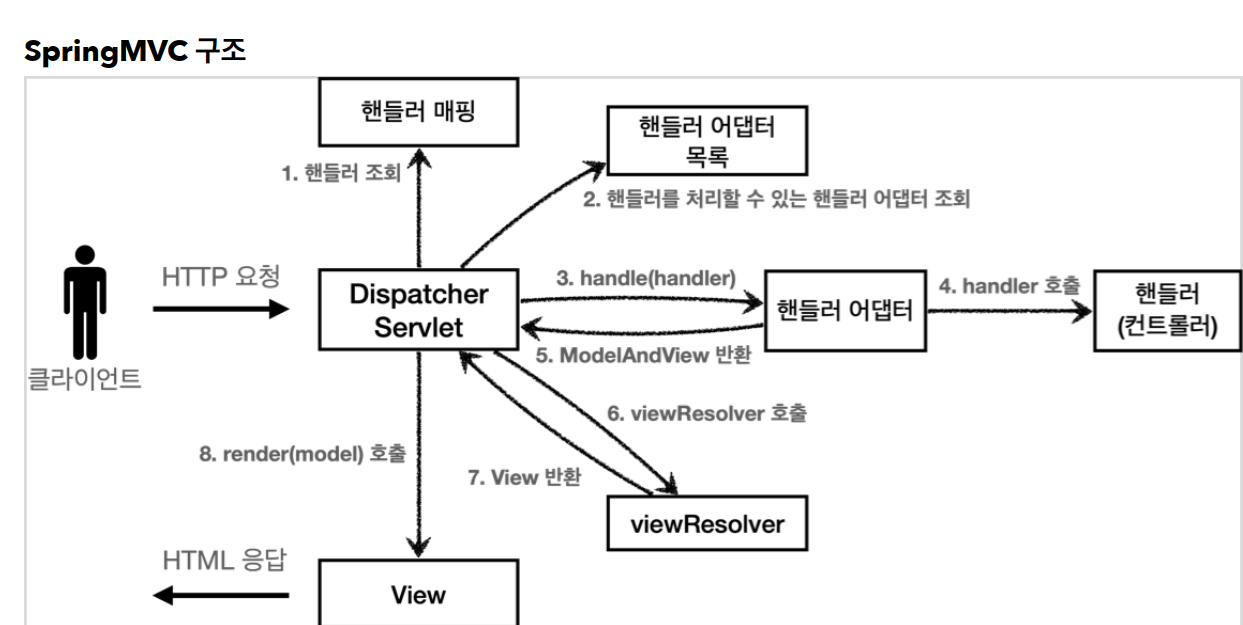 SpringMVC 구조
핸들러 매핑
핸들러 어댑터
목록
1. 핸들러 조회
2. 핸들러를 처리할 수 있는 핸들러 어댑터 조회
HTTP 요청
Dispatcher
Servlet
3. handle(handler)
핸들러 어댑터
4. handler 호출
핸들러
(컨트롤러)
5. ModelAndView 반환
클라이언트
6. viewResolver 호출
8. render(model) 호출
7. View 반환
viewResolver
HTML 응답
View